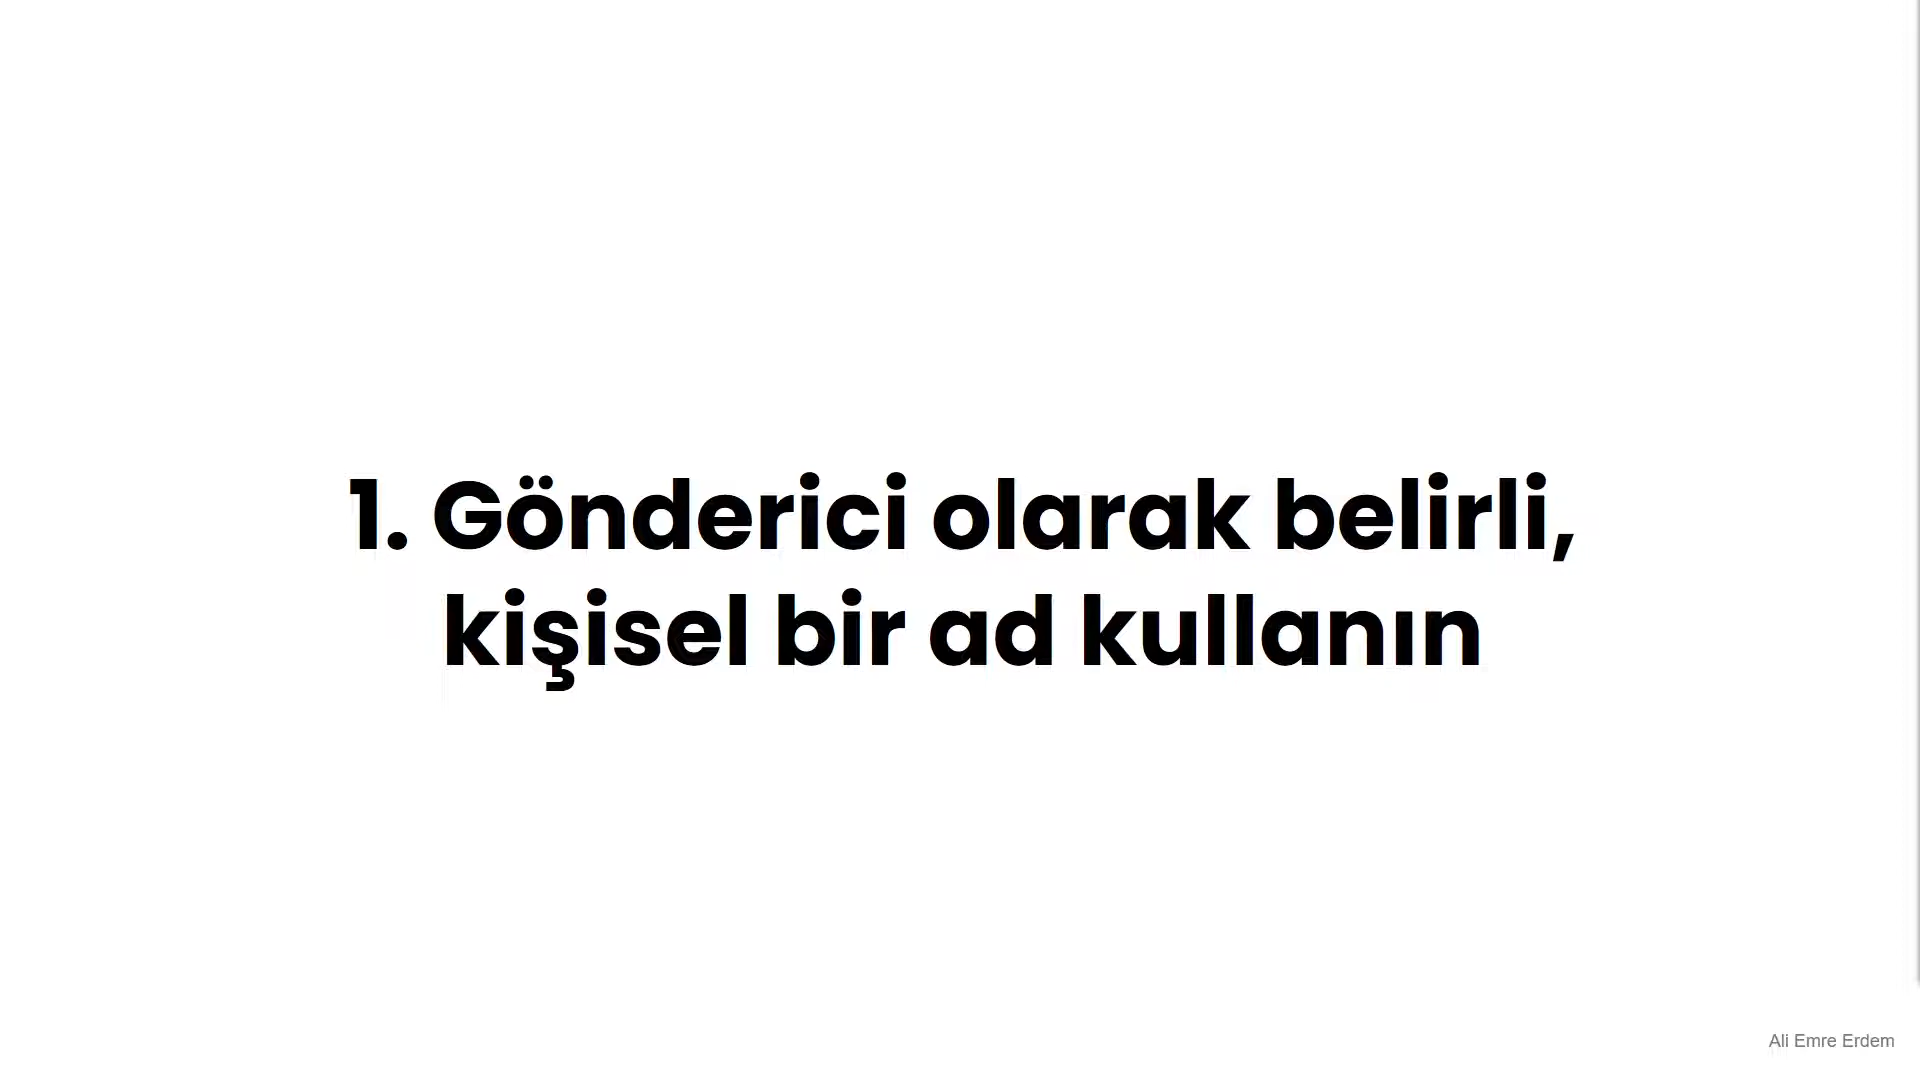 1. Gönderici olarak belirli,
kişisel bir ad kullanın
Ali Emre Erdem